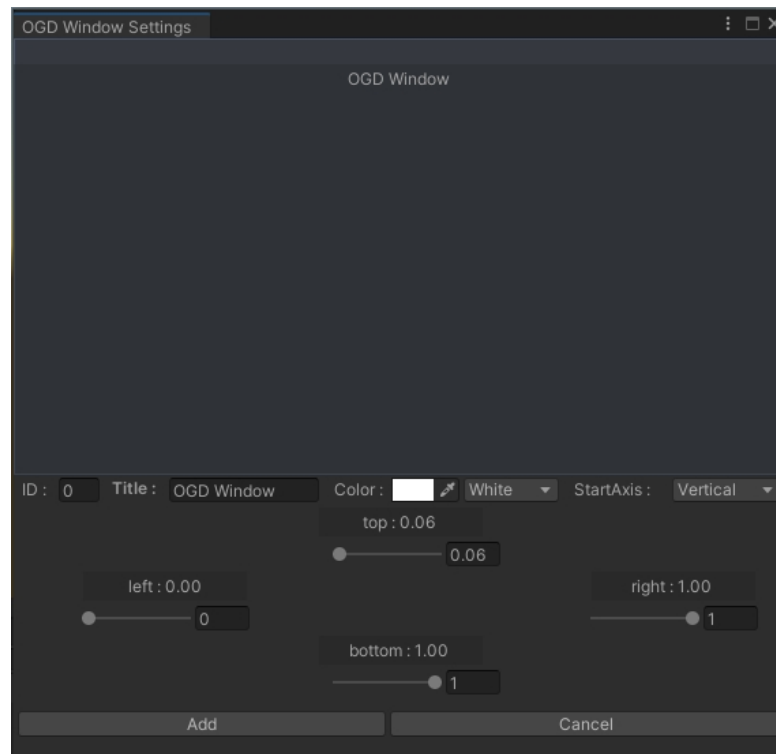 OGD Window Settings
OGD Window
ID : 0 Title : OGD Window Color : White StartAxis : Vertical
top : 0.06
0.06
left : 0.00 right : 1.00
0 1
bottom : 1.00
1
Add Cancel